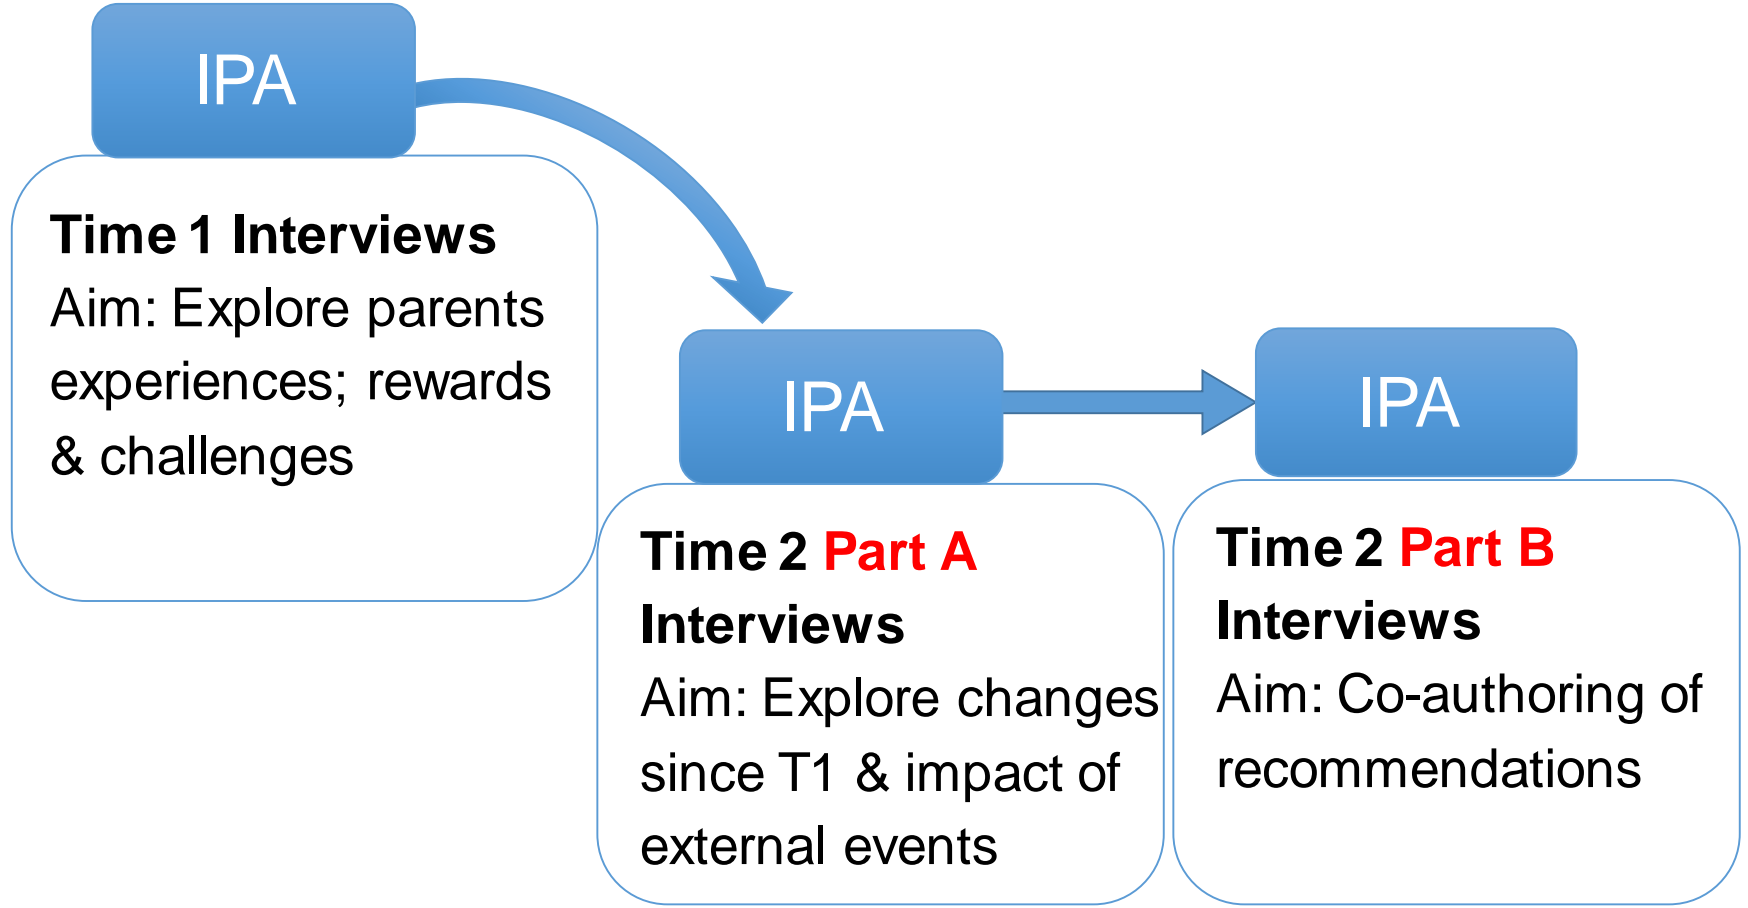 IPA
Time 1 Interviews
Aim: Explore parents
experiences; rewards
& challenges
IPA
Time 2 Part A
Interviews
Aim: Explore changes
since T1 & impact of
external events
IPA
Time 2 Part B
Interviews
Aim: Co-authoring of
recommendations